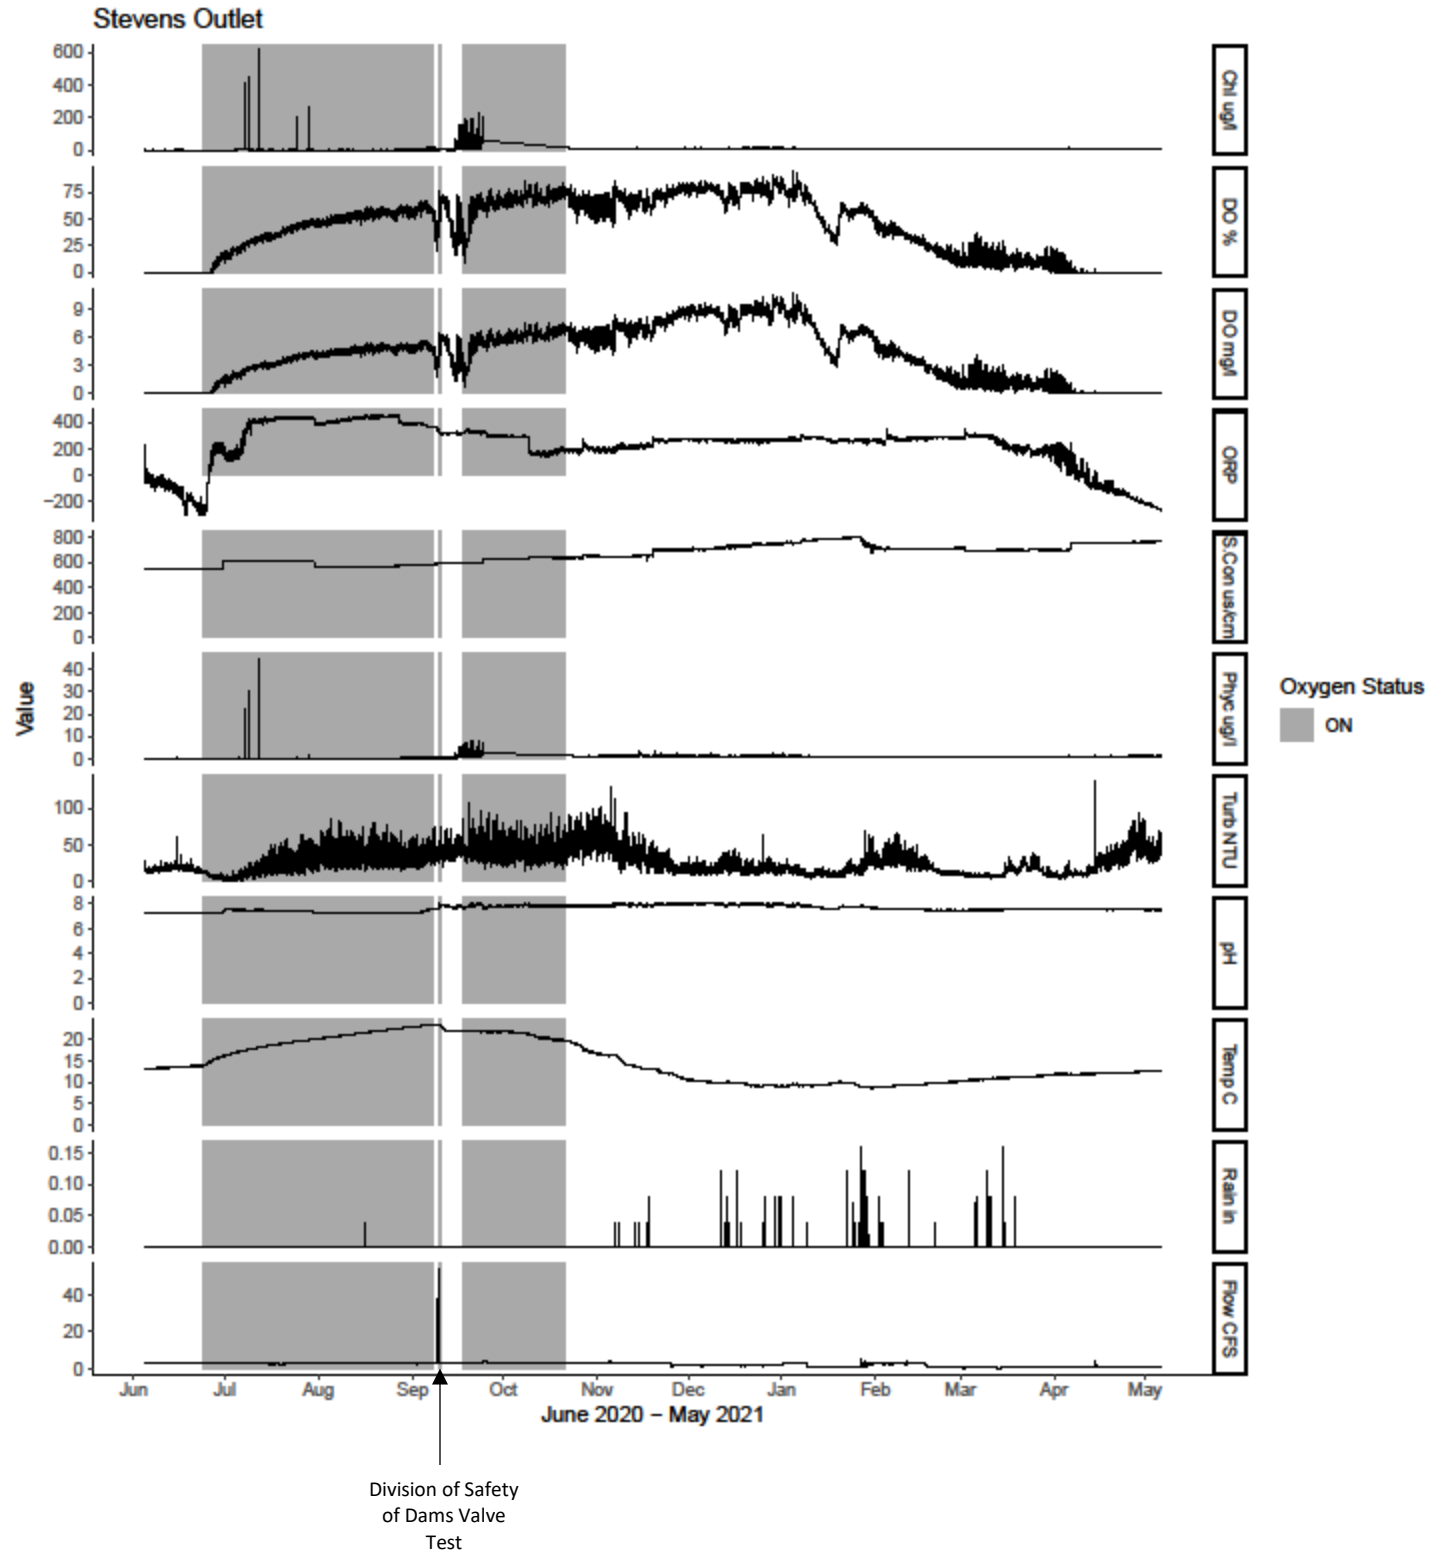 Stevens Outlet
600
400
200
0
Chl ug/l
75
50
25
0
DO %
9
6
3
0
DO mg/l
400
200
0
−200
ORP
800
600
400
200
0
S.Con us/cm
40
30
20
10
0
Phyc ug/l
100
50
0
Turb NTU
8
6
4
2
0
pH
20
15
10
5
0
Temp C
0.15
0.10
0.05
0.00
Rain in
40
20
0
Flow CFS
Value
Oxygen Status
ON
Jun Jul Aug Sep Oct Nov Dec Jan Feb Mar Apr May
June 2020 − May 2021
Division of Safety
of Dams Valve
Test